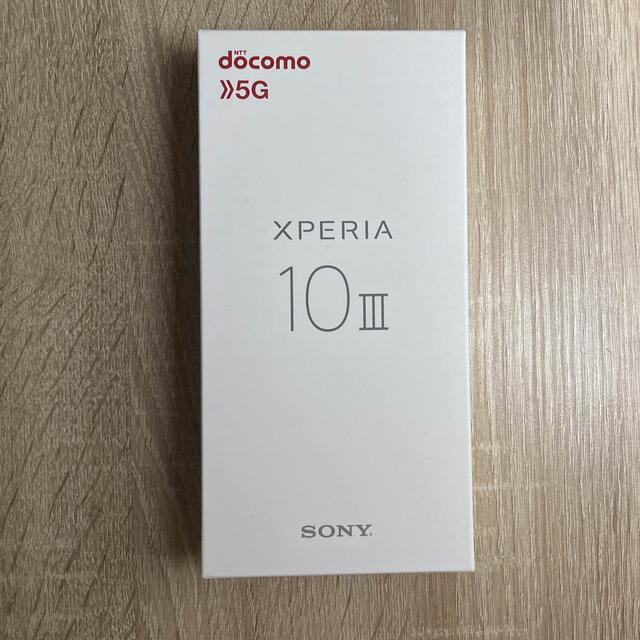 NTT
docomo
》5G
XPERIA
10 III
SONY